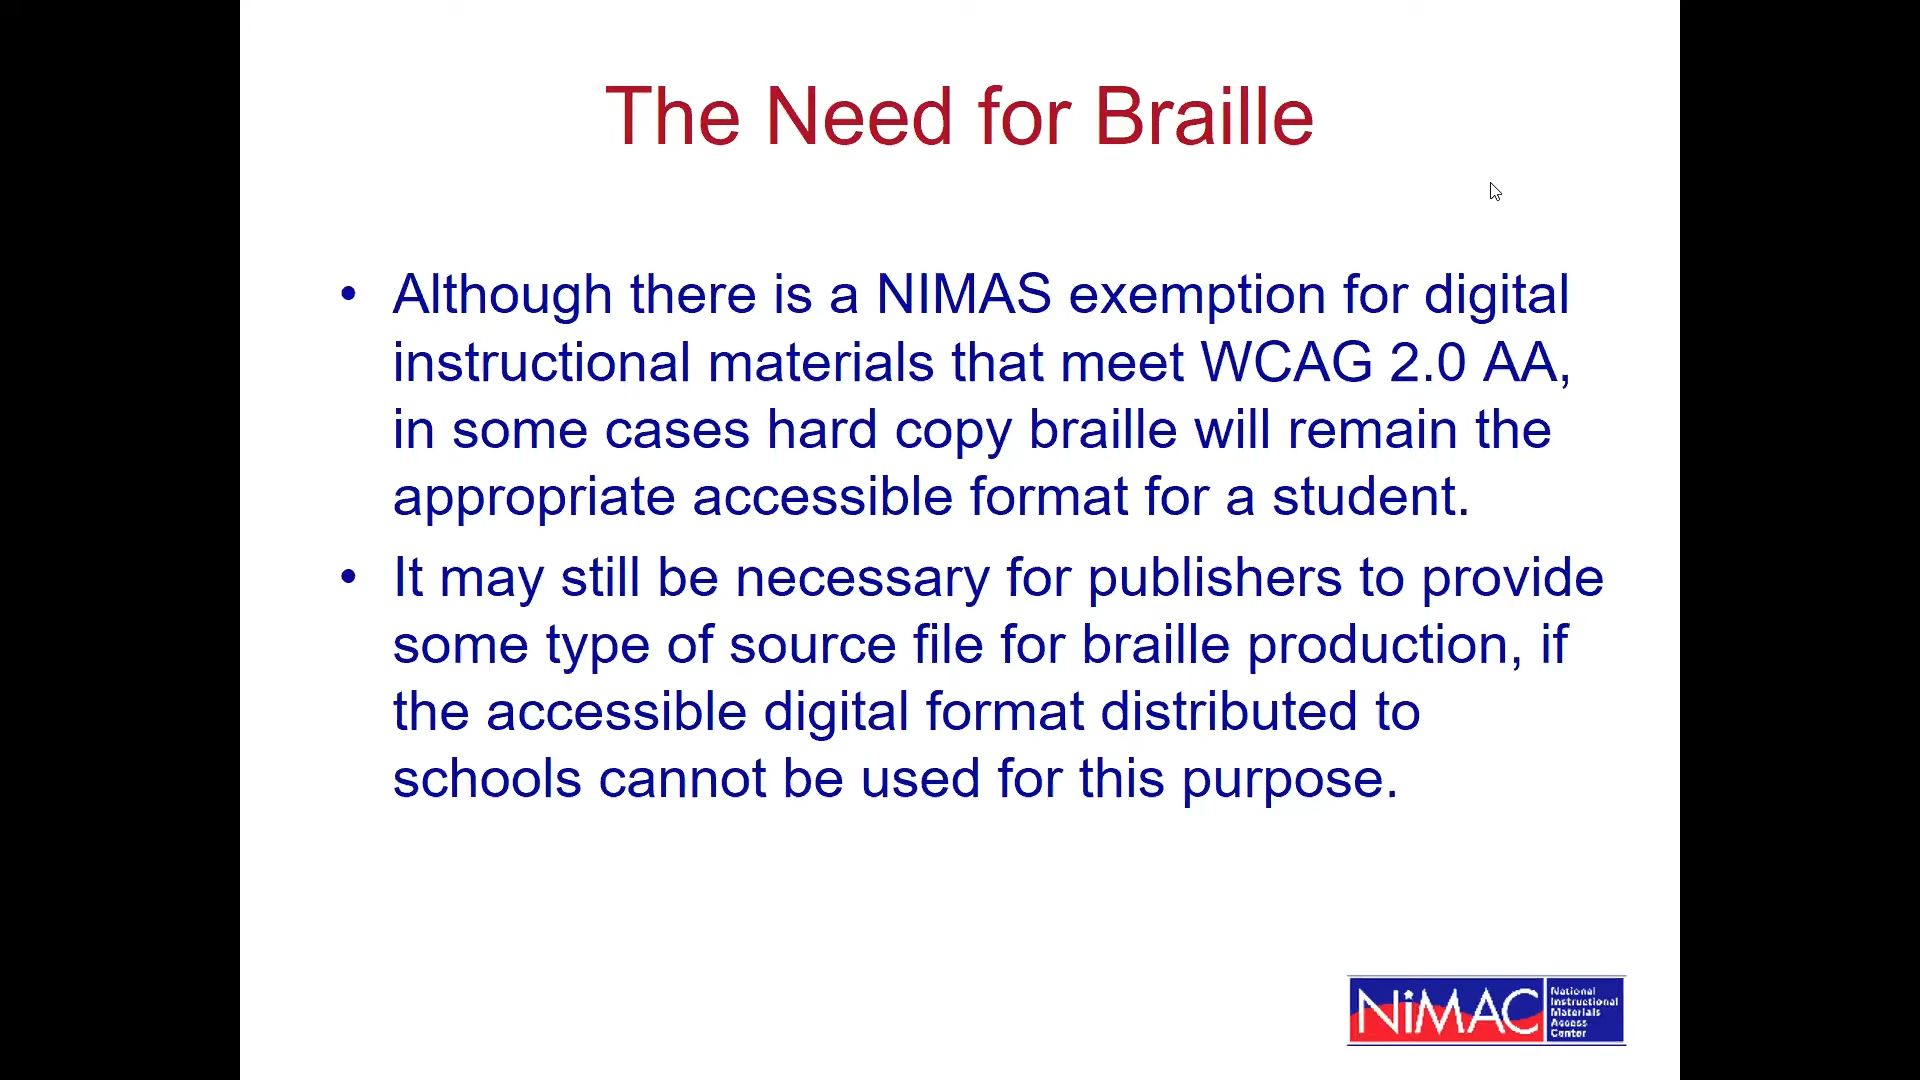 The Need for Braille
• Although there is a NIMAS exemption for digital
instructional materials that meet WCAG 2.0 AA,
in some cases hard copy braille will remain the
appropriate accessible format for a student.
• It may still be necessary for publishers to provide
some type of source file for braille production, if
the accessible digital format distributed to
schools cannot be used for this purpose.
NiMAC
National
Instructional
Materials
Access
Center